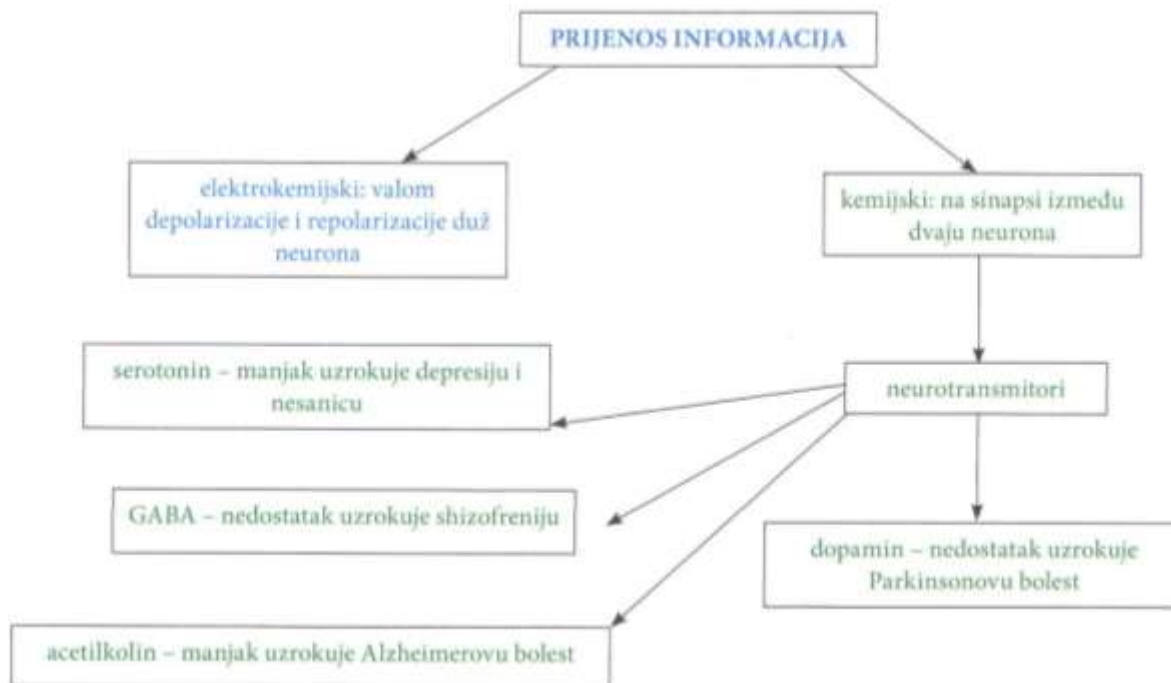 PRIJENOS INFORMACIJA
elektrokemijski: valom
depolarizacije i repolarizacije duž
neurona
kemijski: na sinapsi između
dvaju neurona
serotonin – manjak uzrokuje depresiju i
nesanicu
neurotransmitori
GABA – nedostatak uzrokuje shizofreniju
dopamin – nedostatak uzrokuje
Parkinsonovu bolest
acetilkolin – manjak uzrokuje Alzheimerovu bolest